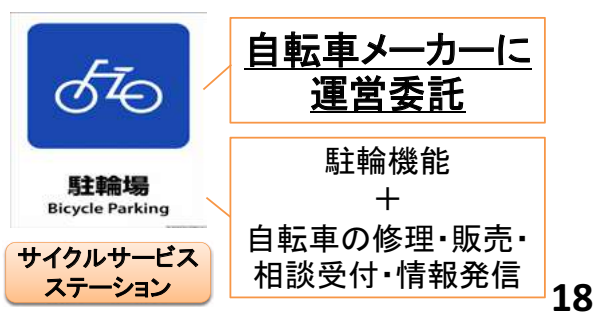 駐輪場
Bicycle Parking
サイクルサービス
ステーション
自転車メーカーに
運営委託
駐輪機能
＋
自転車の修理・販売・
相談受付・情報発信
18